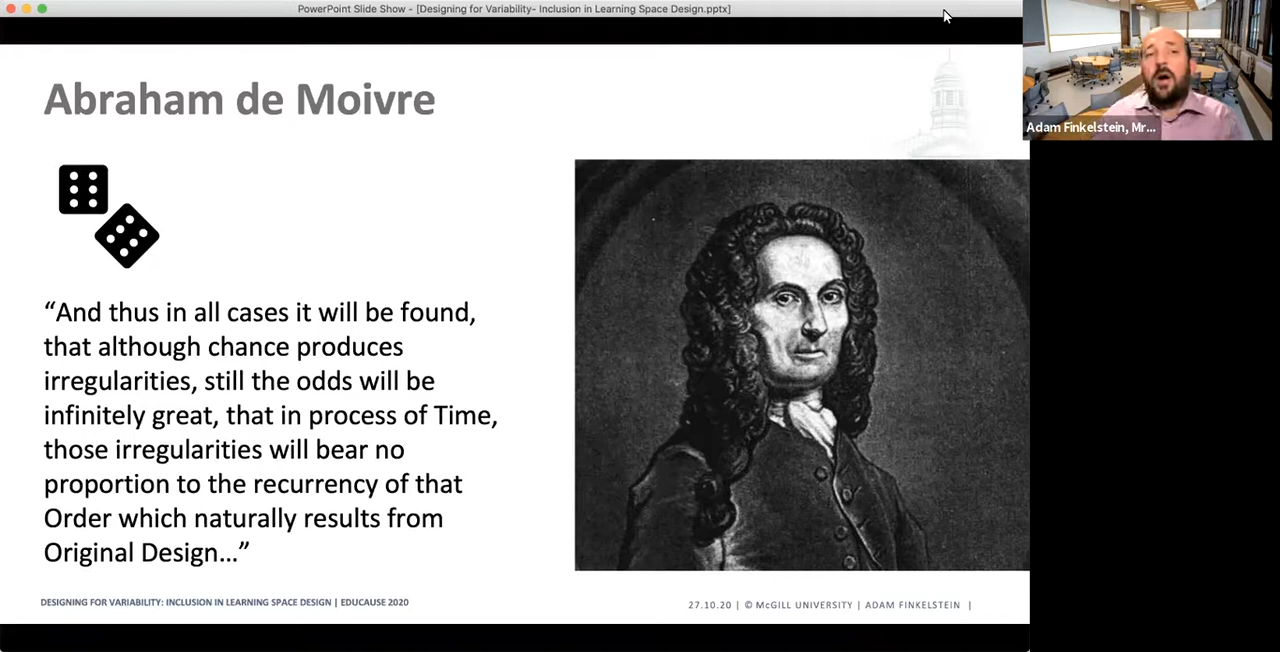 PowerPoint Slide Show - [Designing for Variability- Inclusion in Learning Space Design.pptx]
Adam Finkelstein, Mr...
Abraham de Moivre
“And thus in all cases it will be found,
that although chance produces
irregularities, still the odds will be
infinitely great, that in process of Time,
those irregularities will bear no
proportion to the recurrency of that
Order which naturally results from
Original Design...”
DESIGNING FOR VARIABILITY: INCLUSION IN LEARNING SPACE DESIGN | EDUCAUSE 2020
27.10.20 | © McGILL UNIVERSITY | ADAM FINKELSTEIN |